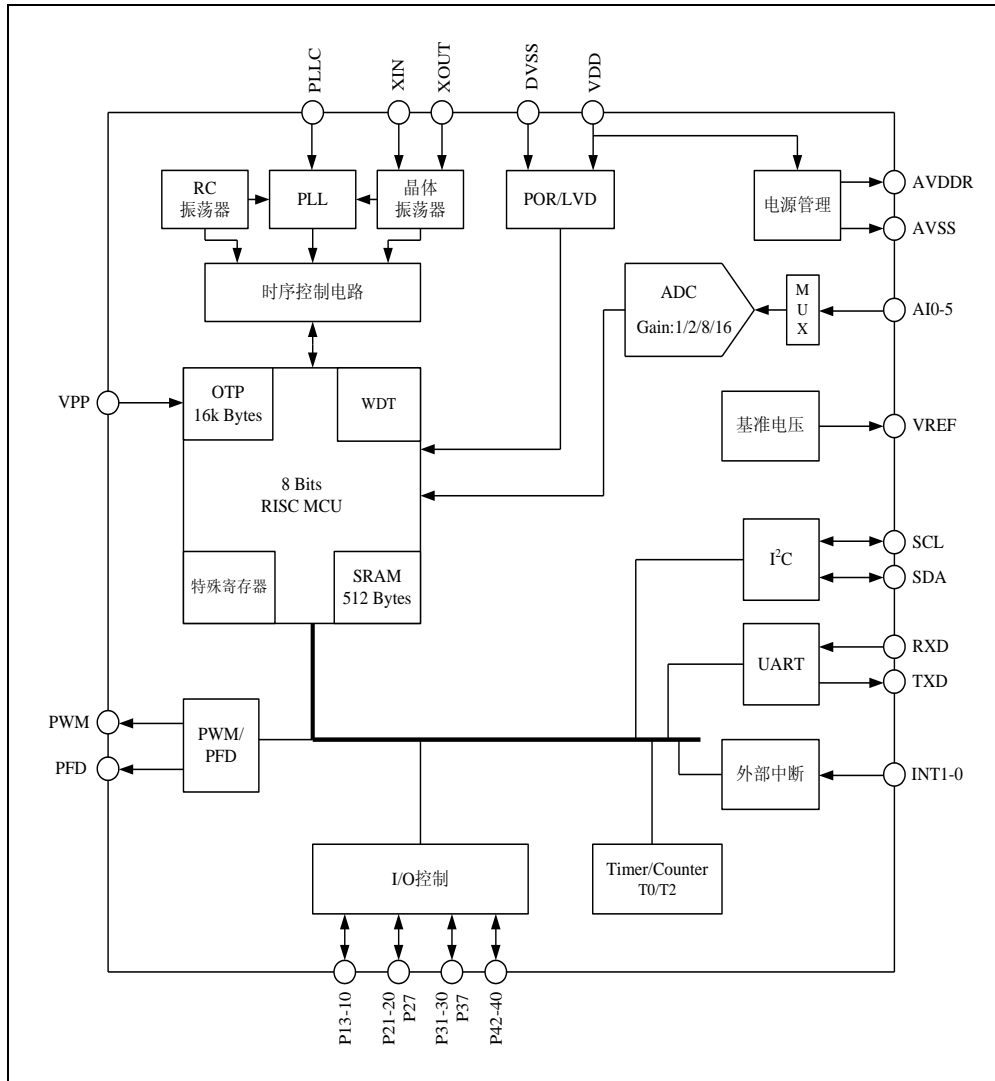 PLLC
XIN
XOUT
DVSS
VDD
RC
振荡器
PLL
晶体
振荡器
POR/LVD
电源管理
AVDDR
AVSS
时序控制电路
ADC
Gain:1/2/8/16
M
U
X
AI0-5
VPP
OTP
16k Bytes
WDT
基准电压
VREF
8 Bits
RISC MCU
特殊寄存器
SRAM
512 Bytes
I²C
SCL
SDA
UART
RXD
TXD
PWM
PFD
PWM/
PFD
外部中断
INT1-0
I/O控制
Timer/Counter
T0/T2
P13-10
P21-20
P27
P31-30
P37
P42-40